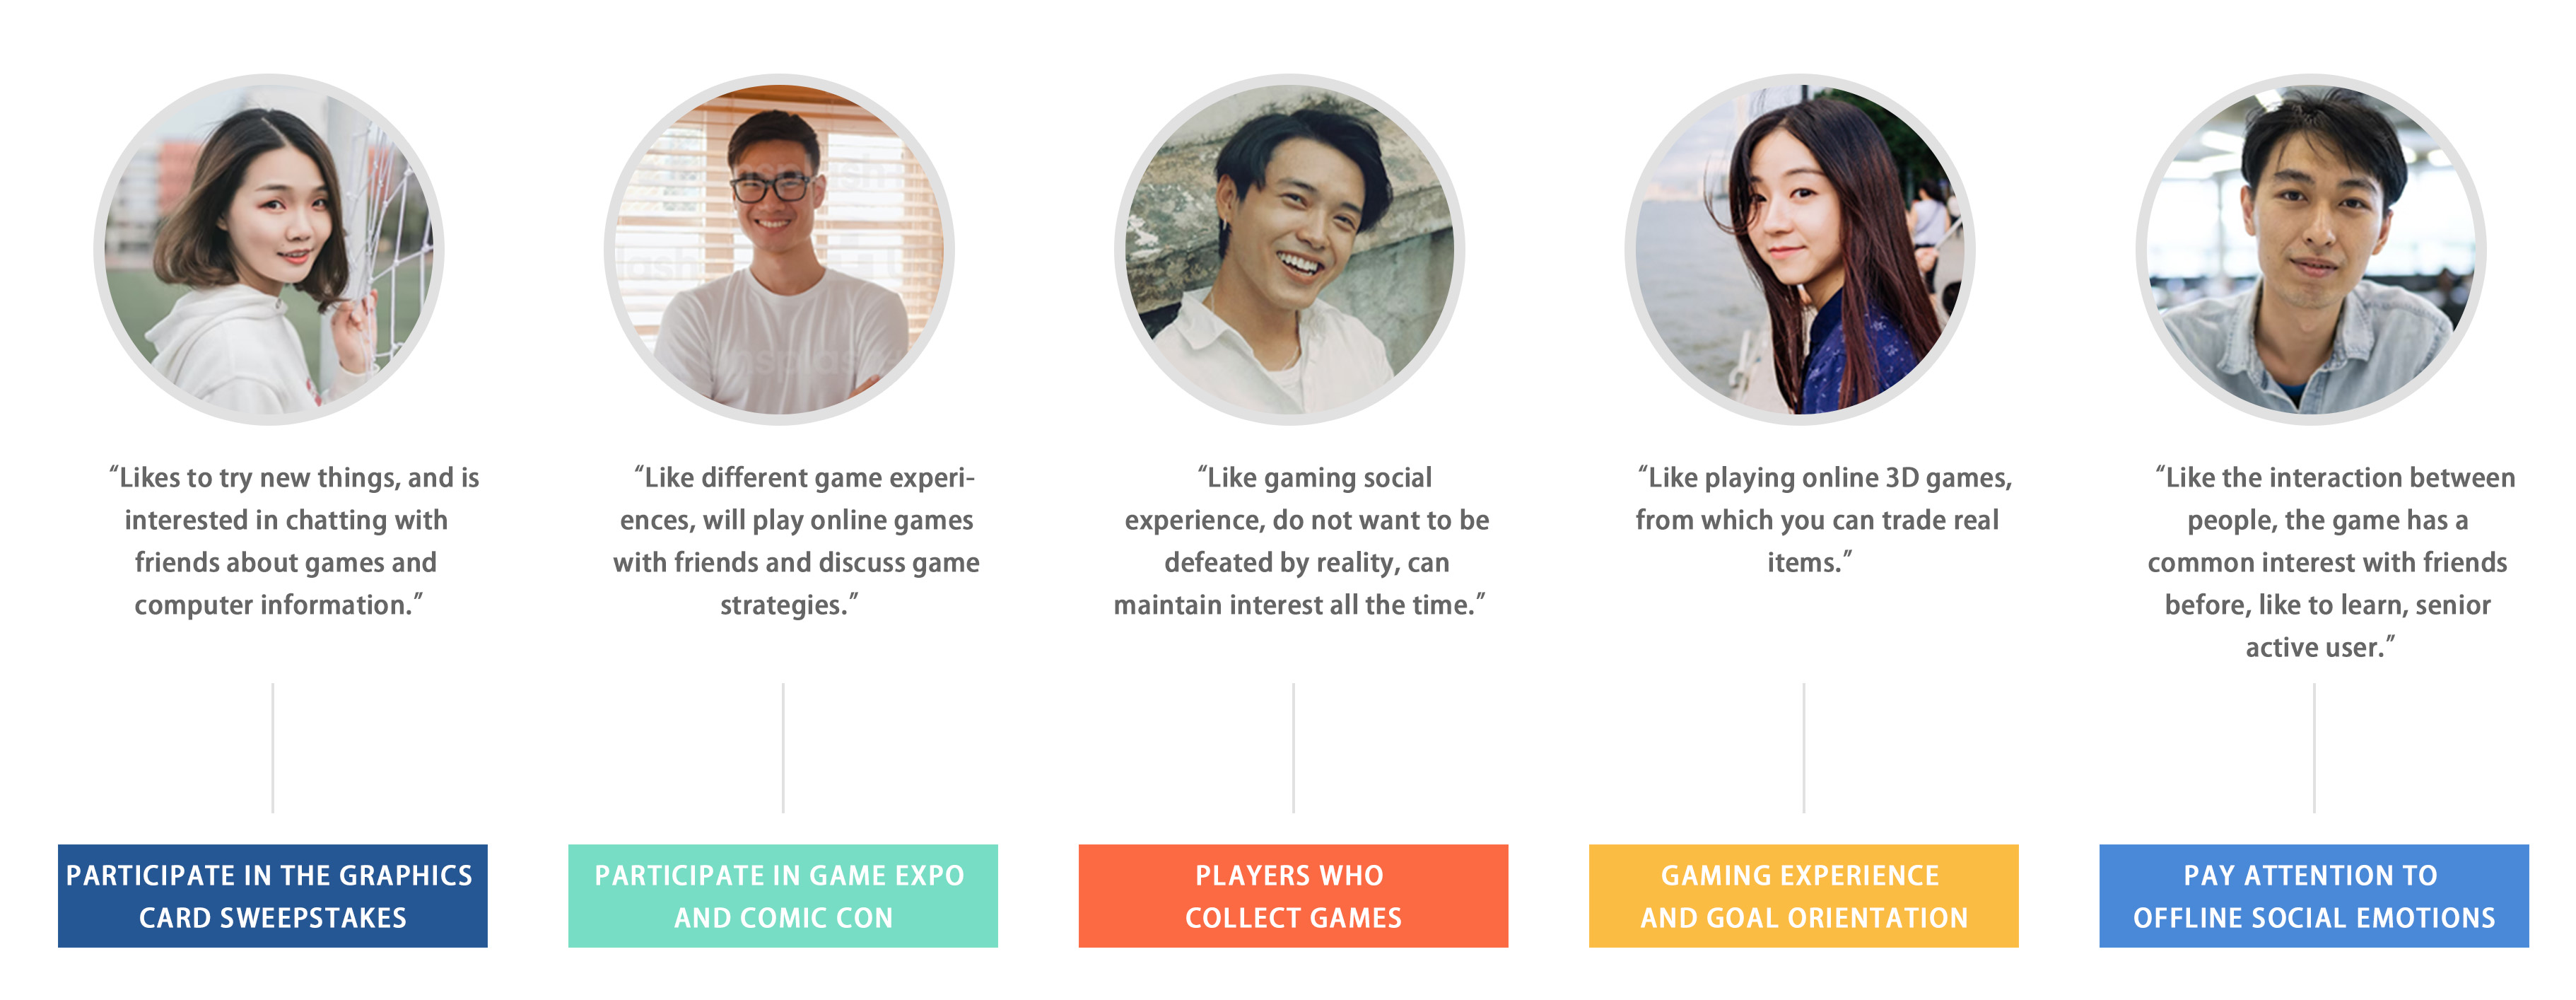 “Likes to try new things, and is
interested in chatting with
friends about games and
computer information.”
“Like different game experi-
ences, will play online games
with friends and discuss game
strategies.”
“Like gaming social
experience, do not want to be
defeated by reality, can
maintain interest all the time.”
“Like playing online 3D games,
from which you can trade real
items.”
“Like the interaction between
people, the game has a
common interest with friends
before, like to learn, senior
active user.”
PARTICIPATE IN THE GRAPHICS
CARD SWEEPSTAKES
PARTICIPATE IN GAME EXPO
AND COMIC CON
PLAYERS WHO
COLLECT GAMES
GAMING EXPERIENCE
AND GOAL ORIENTATION
PAY ATTENTION TO
OFFLINE SOCIAL EMOTIONS